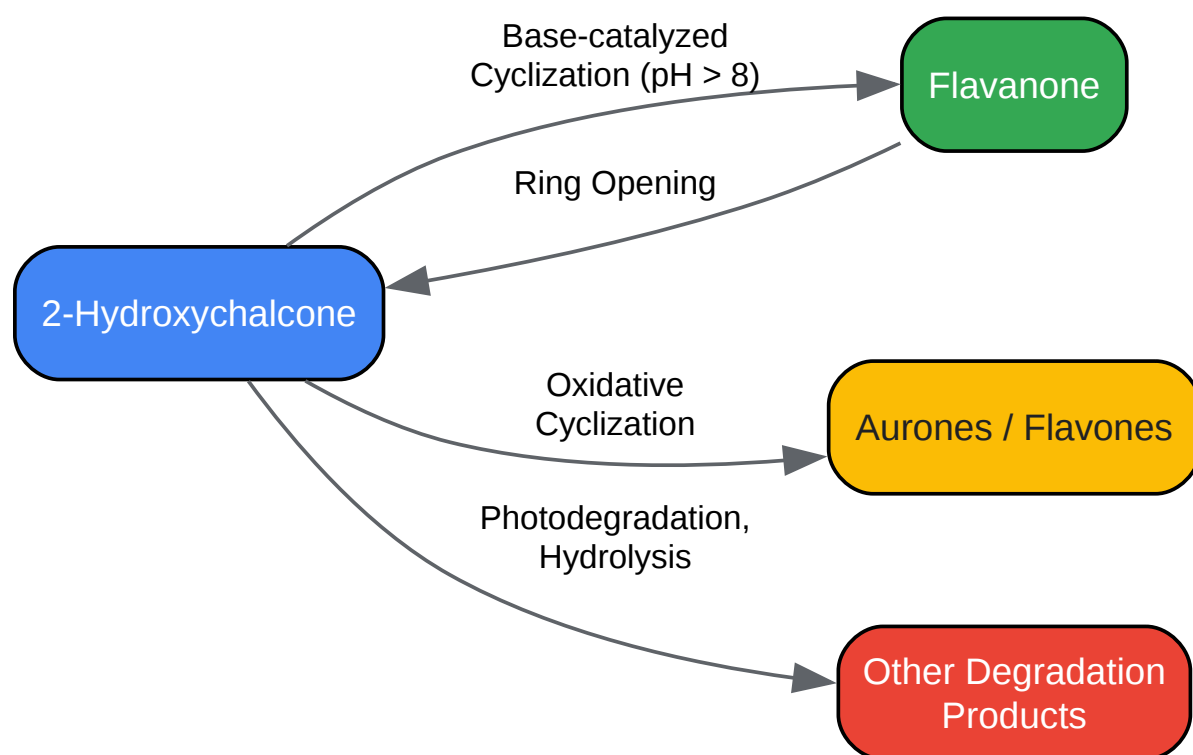 Base-catalyzed
Cyclization (pH > 8)
Flavanone
Ring Opening
2-Hydroxychalcone
Oxidative
Cyclization
Aurones / Flavones
Photodegradation,
Hydrolysis
Other Degradation
Products